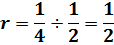 r = 1/4 ÷ 1/2 = 1/2